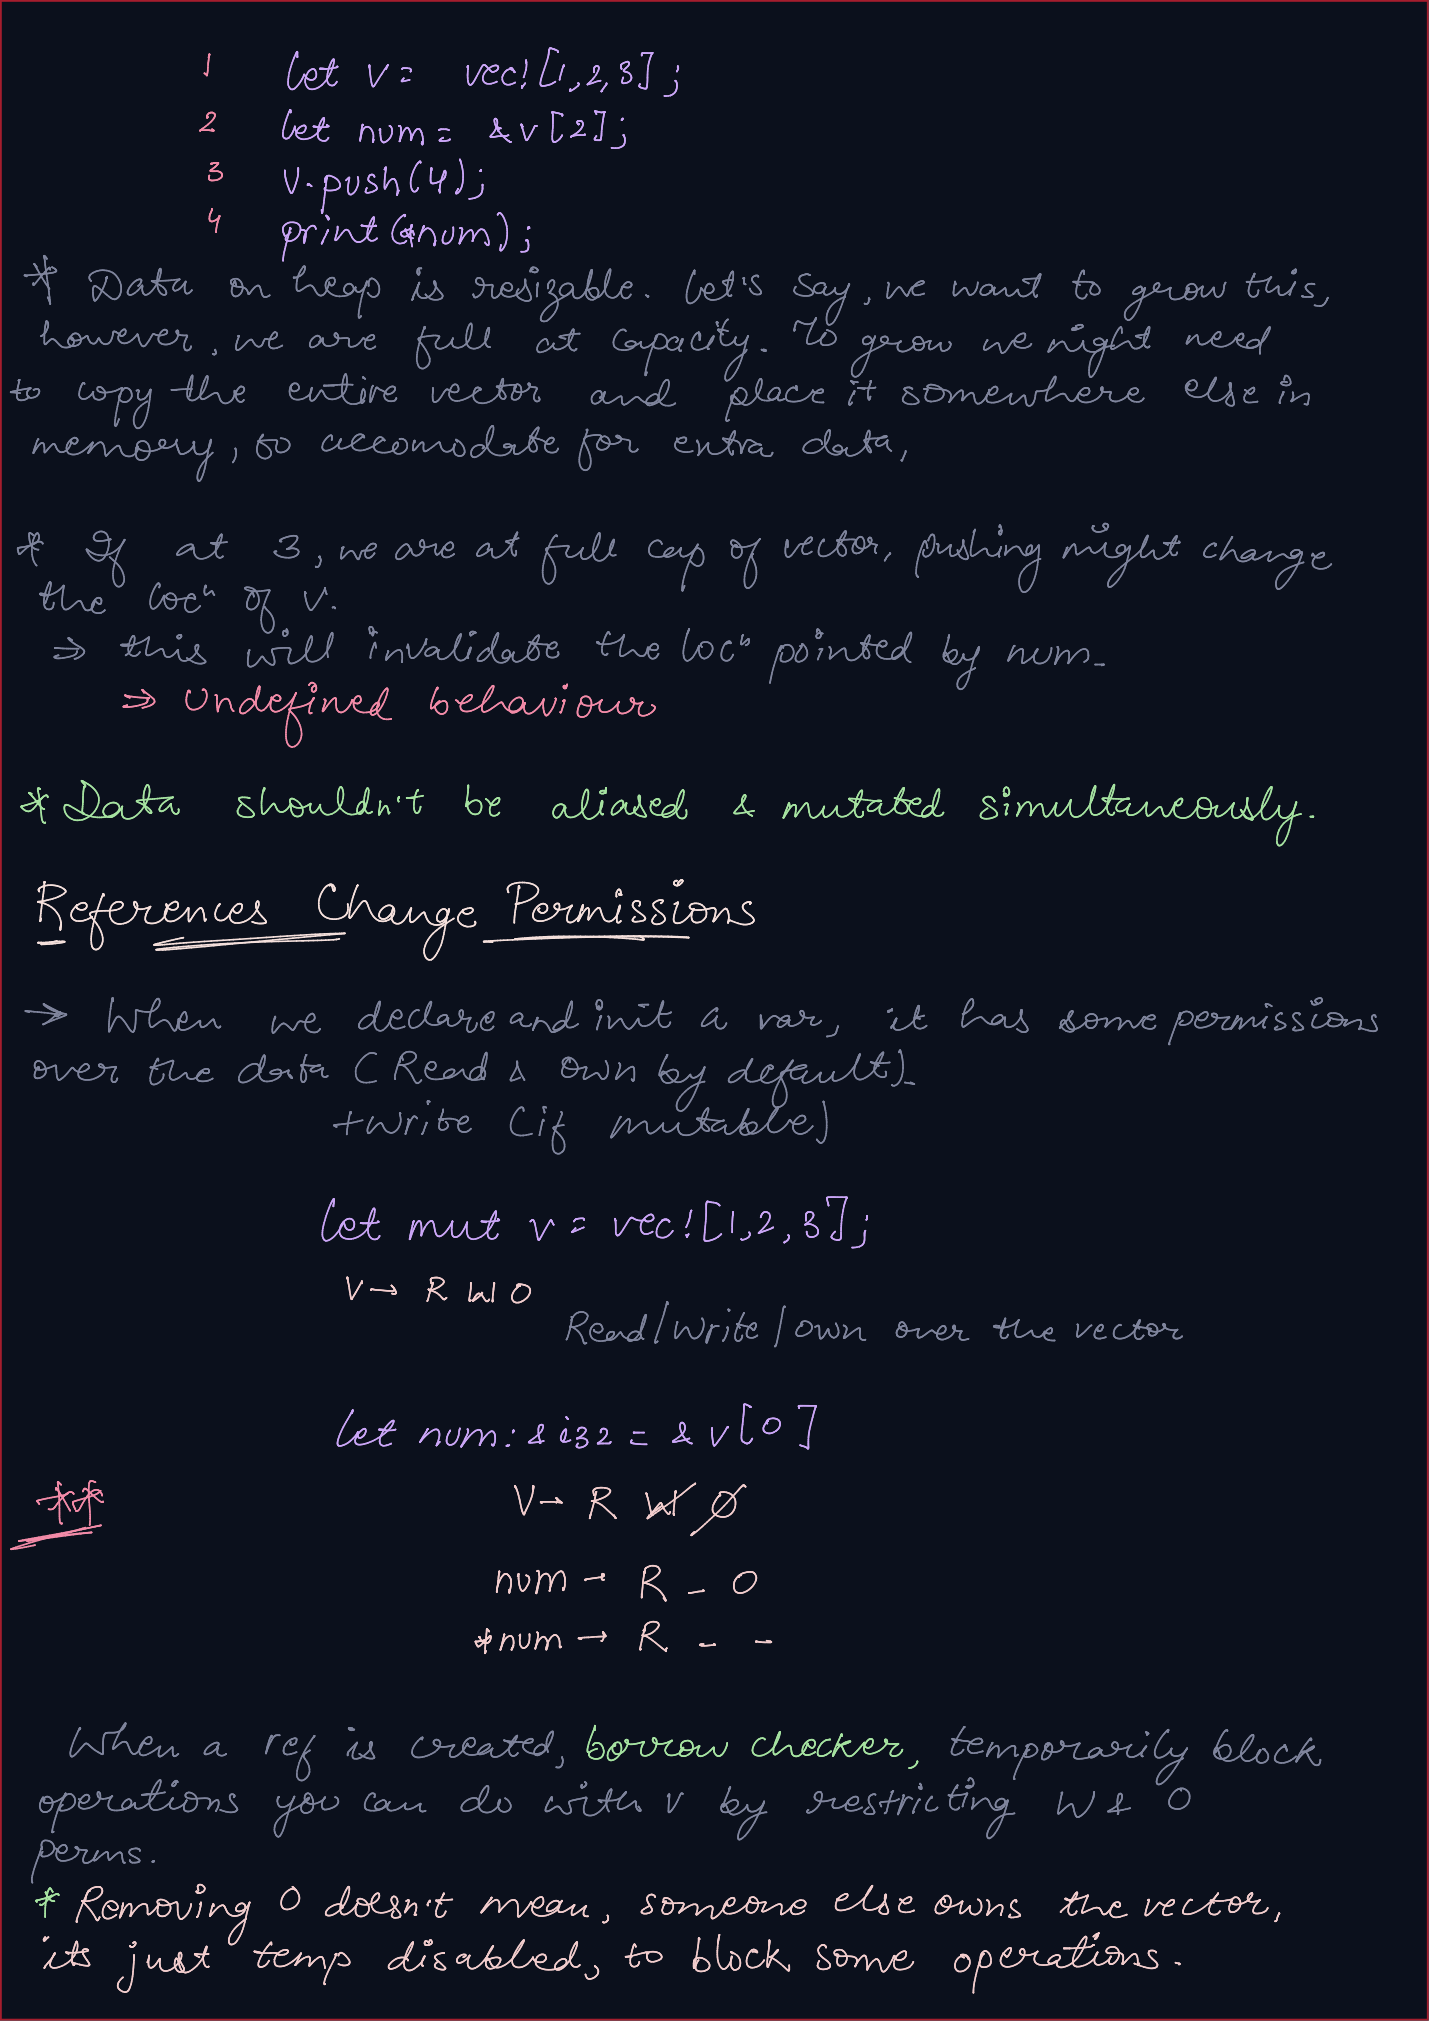 1 let v = vec![1,2,3];
2 let num = &v[2];
3 v.push(4);
4 print(*num);
* Data on heap is resizable. Let's say, we want to grow this,
however, we are full at capacity. To grow we might need
to copy the entire vector and place it somewhere else in
memory, to accomodate for extra data,
* If at 3, we are at full cap of vector, pushing might change
the locⁿ of v.
⇒ this will invalidate the locⁿ pointed by num.
⇒ Undefined behaviour
* Data shouldn't be aliased & mutated simultaneously.
References Change Permissions
→ When we declare and init a var, it has some permissions
over the data (Read & own by default).
+write (if mutable)
let mut v = vec![1,2,3];
V→ R W O
Read/Write/own over the vector
let num: &i32 = &v[0]
**
V→ R W O
num → R _ O
*num → R _ _
When a ref is created, borrow checker, temporarily block
operations you can do with v by restricting W & O
perms.
* Removing O doesn't mean, someone else owns the vector,
its just temp disabled, to block some operations.